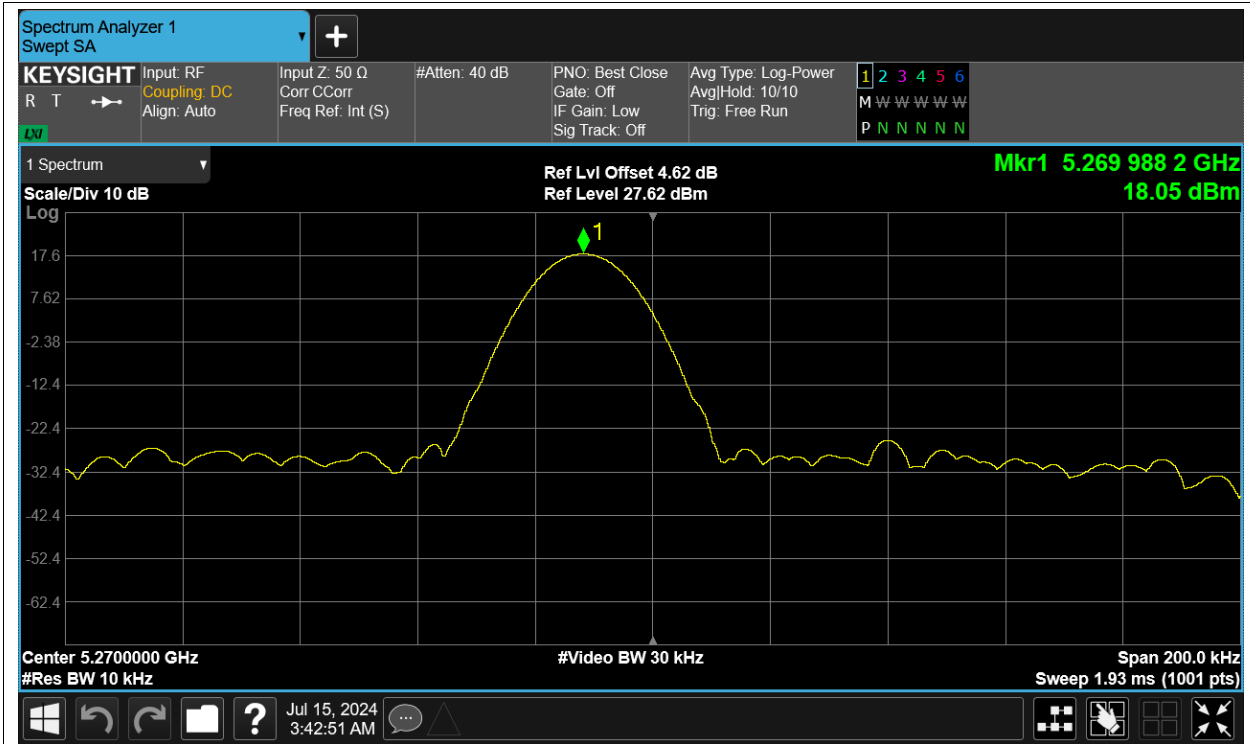 Spectrum Analyzer 1
Swept SA
KEYSIGHT
R T
LXI
Input: RF
Coupling: DC
Align: Auto
Input Z: 50 Ω
Corr CCorr
Freq Ref: Int (S)
#Atten: 40 dB
PNO: Best Close
Gate: Off
IF Gain: Low
Sig Track: Off
Avg Type: Log-Power
Avg|Hold: 10/10
Trig: Free Run
1 2 3 4 5 6
M W W W W W
P N N N N N
1 Spectrum
Scale/Div 10 dB
Ref Lvl Offset 4.62 dB
Ref Level 27.62 dBm
Mkr1 5.269 988 2 GHz
18.05 dBm
Log
1
17.6
7.62
-2.38
-12.4
-22.4
-32.4
-42.4
-52.4
-62.4
Center 5.2700000 GHz
#Res BW 10 kHz
#Video BW 30 kHz
Span 200.0 kHz
Sweep 1.93 ms (1001 pts)
?
Jul 15, 2024
3:42:51 AM